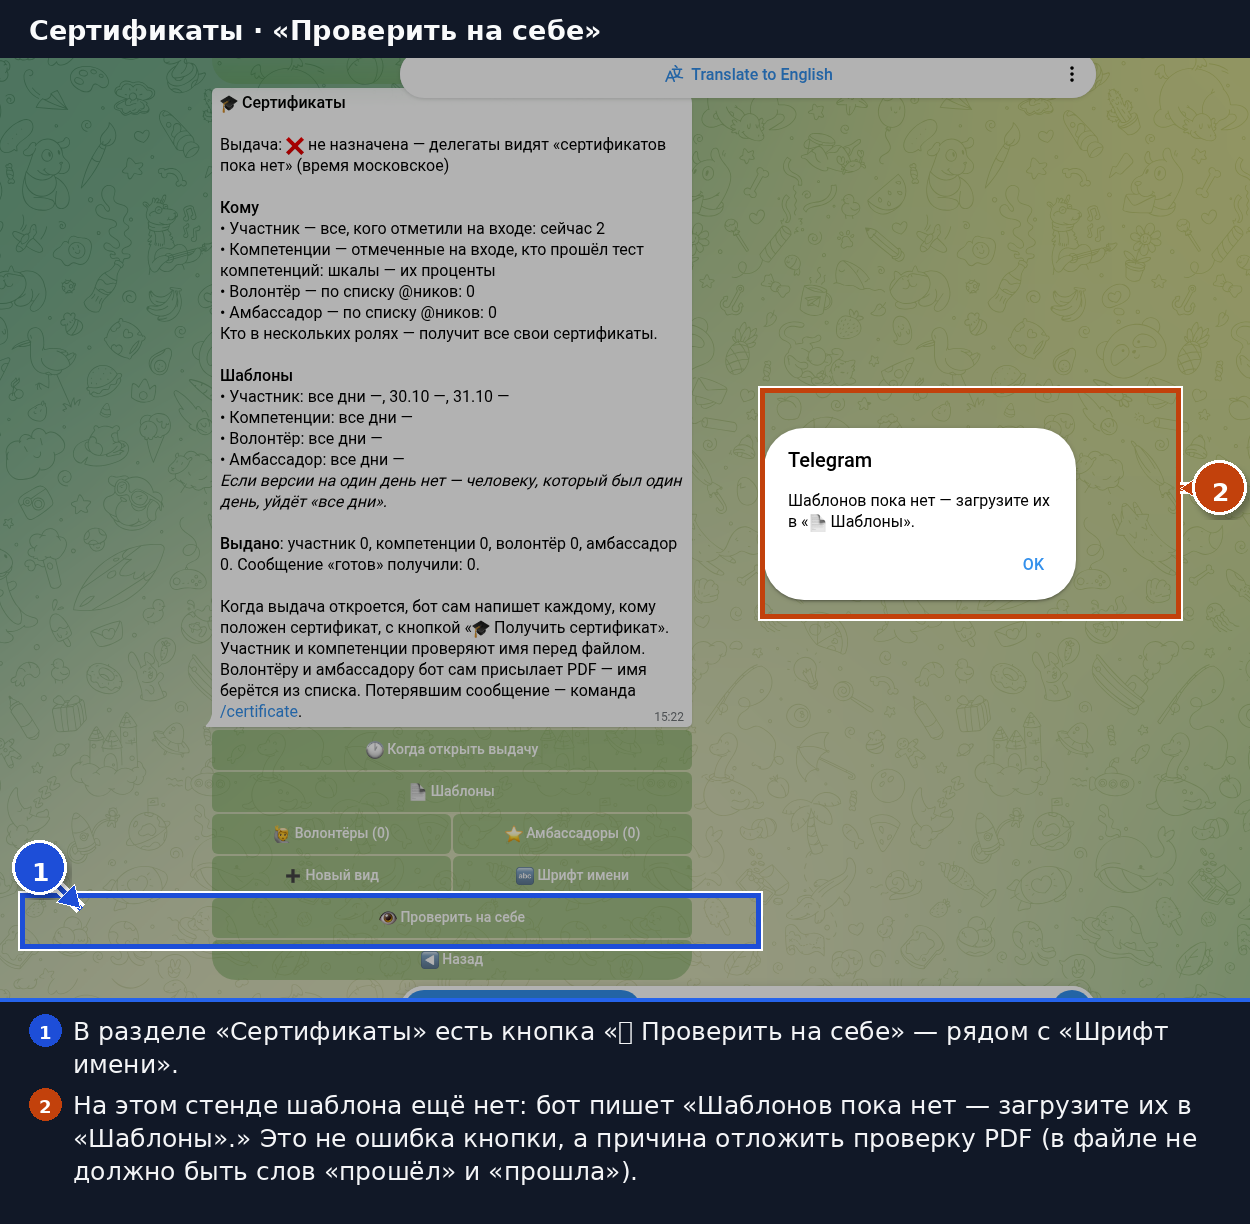 Сертификаты · «Проверить на себе»
Translate to English
🎓 Сертификаты
Выдача: ❌ не назначена — делегаты видят «сертификатов
пока нет» (время московское)
Кому
• Участник — все, кого отметили на входе: сейчас 2
• Компетенции — отмеченные на входе, кто прошёл тест
компетенций: шкалы — их проценты
• Волонтёр — по списку @ников: 0
• Амбассадор — по списку @ников: 0
Кто в нескольких ролях — получит все свои сертификаты.
Шаблоны
• Участник: все дни —, 30.10 —, 31.10 —
• Компетенции: все дни —
• Волонтёр: все дни —
• Амбассадор: все дни —
Если версии на один день нет — человеку, который был один
день, уйдёт «все дни».
Выдано: участник 0, компетенции 0, волонтёр 0, амбассадор
0. Сообщение «готов» получили: 0.
Когда выдача откроется, бот сам напишет каждому, кому
положен сертификат, с кнопкой «🎓 Получить сертификат».
Участник и компетенции проверяют имя перед файлом.
Волонтёру и амбассадору бот сам присылает PDF — имя
берётся из списка. Потерявшим сообщение — команда
/certificate.
15:22
🕐 Когда открыть выдачу
📄 Шаблоны
🙋 Волонтёры (0)
⭐ Амбассадоры (0)
➕ Новый вид
🔤 Шрифт имени
👁 Проверить на себе
◀ Назад
Telegram
Шаблонов пока нет — загрузите их
в «📄 Шаблоны».
OK
1
2
1 В разделе «Сертификаты» есть кнопка «▯ Проверить на себе» — рядом с «Шрифт
имени».
2 На этом стенде шаблона ещё нет: бот пишет «Шаблонов пока нет — загрузите их в
«Шаблоны».» Это не ошибка кнопки, а причина отложить проверку PDF (в файле не
должно быть слов «прошёл» и «прошла»).